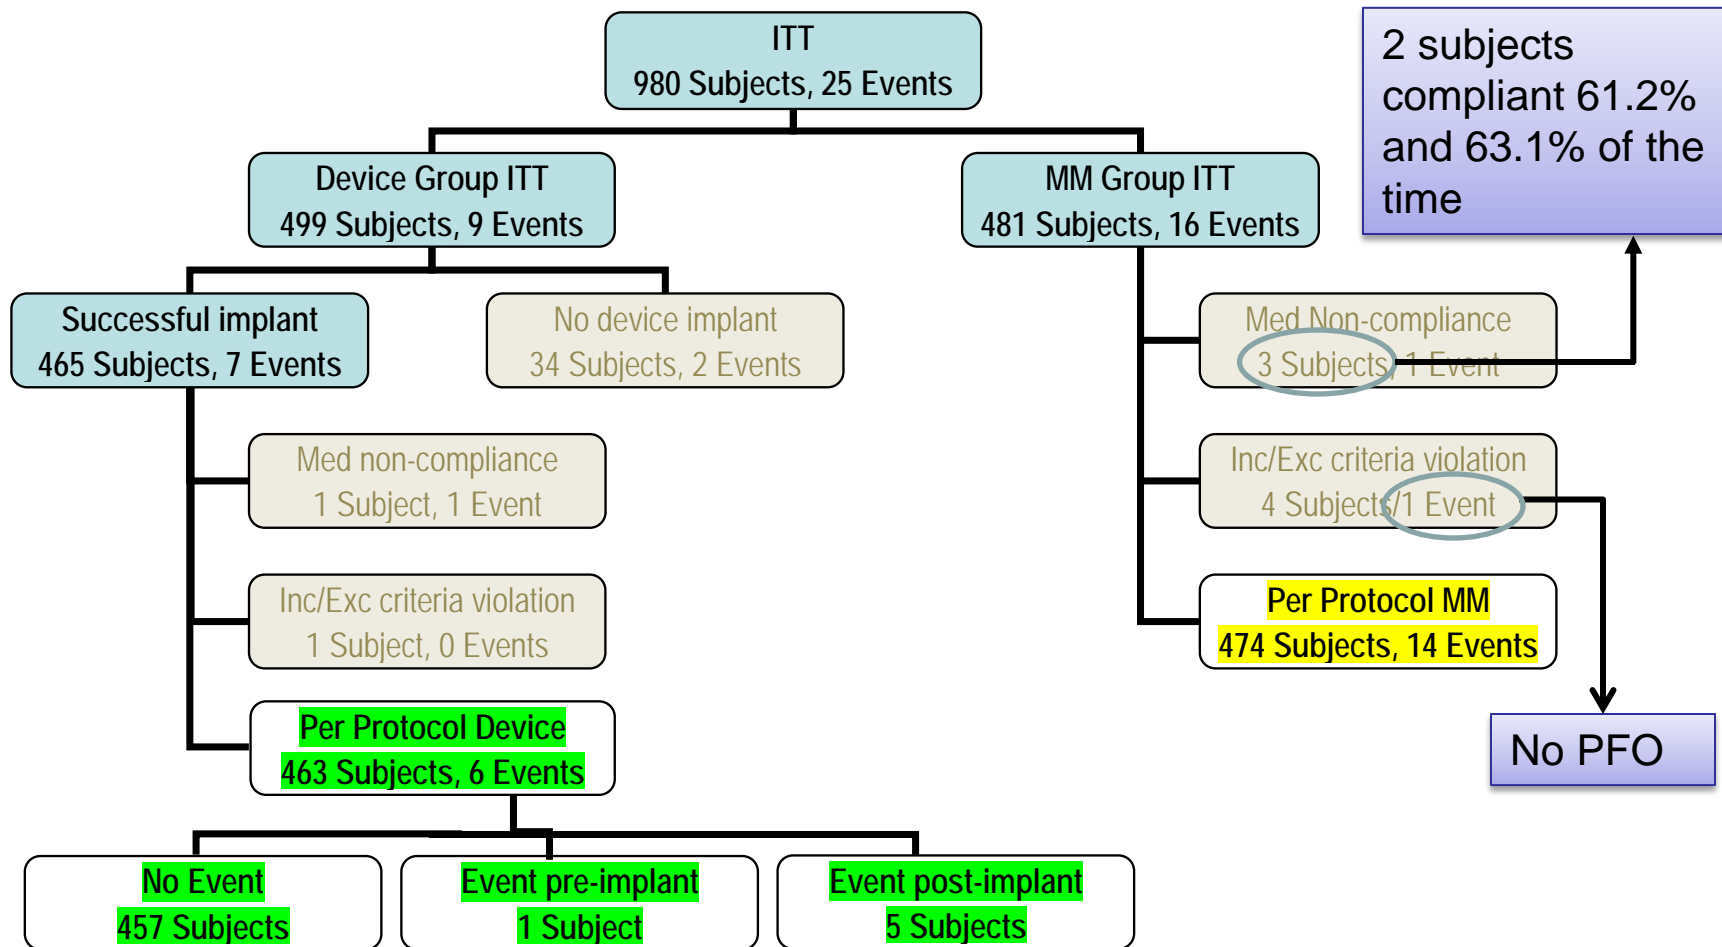 ITT
980 Subjects, 25 Events
2 subjects
compliant 61.2%
and 63.1% of the
time
Device Group ITT
499 Subjects, 9 Events
MM Group ITT
481 Subjects, 16 Events
Successful implant
465 Subjects, 7 Events
No device implant
34 Subjects, 2 Events
Med Non-compliance
3 Subjects, 1 Event
Med non-compliance
1 Subject, 1 Event
Inc/Exc criteria violation
4 Subjects/1 Event
Inc/Exc criteria violation
1 Subject, 0 Events
Per Protocol MM
474 Subjects, 14 Events
Per Protocol Device
463 Subjects, 6 Events
No PFO
No Event
457 Subjects
Event pre-implant
1 Subject
Event post-implant
5 Subjects